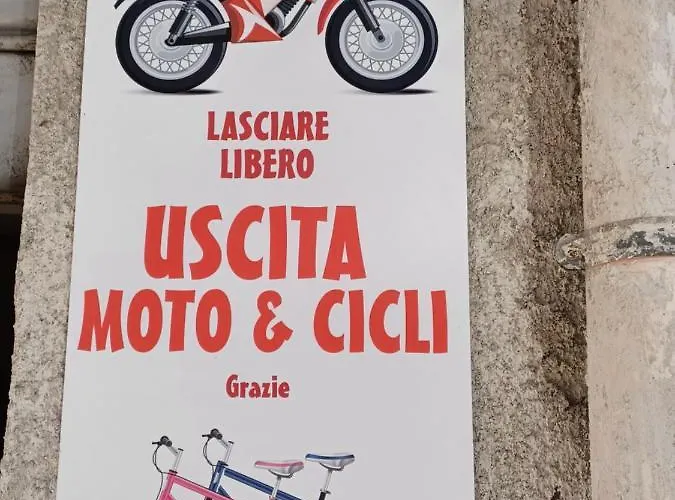 LASCIARE
LIBERO
USCITA
MOTO & CICLI
Grazie